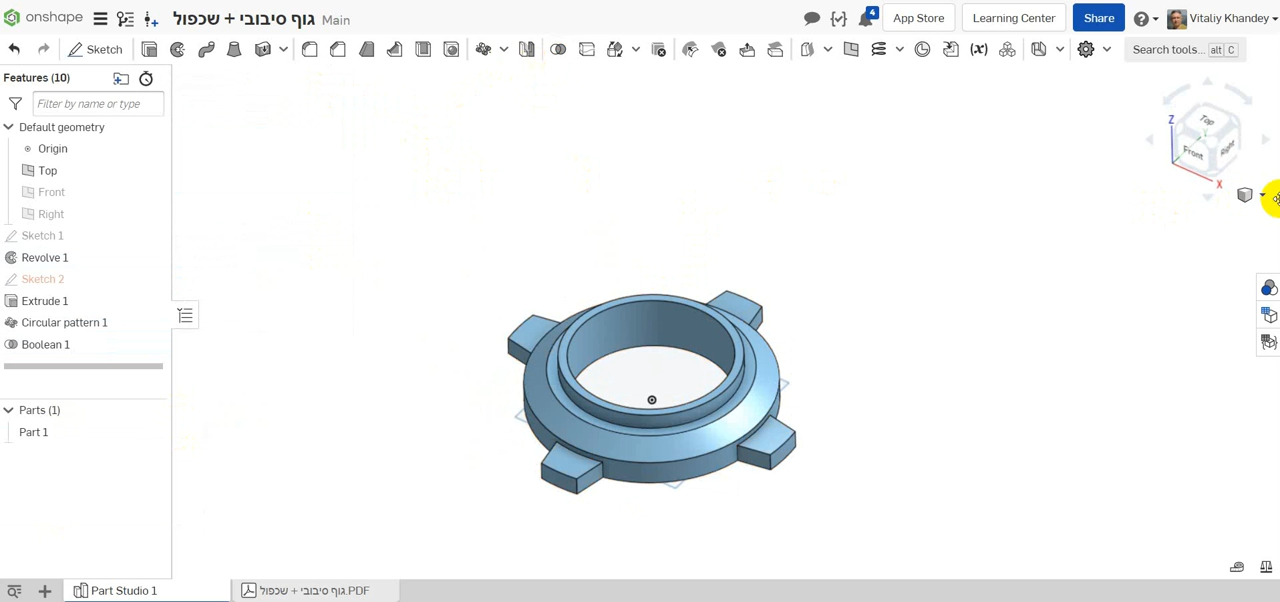 onshape
גוף סיבובי + שכפול Main
4
App Store
Learning Center
Share
Vitaliy Khandey
Sketch
Search tools... alt C
Features (10)
Filter by name or type
Default geometry
Origin
Top
Front
Right
Sketch 1
Revolve 1
Sketch 2
Extrude 1
Circular pattern 1
Boolean 1
Parts (1)
Part 1
Z
Top
Front
Right
X
Part Studio 1
גוף סיבובי + שכפול.PDF